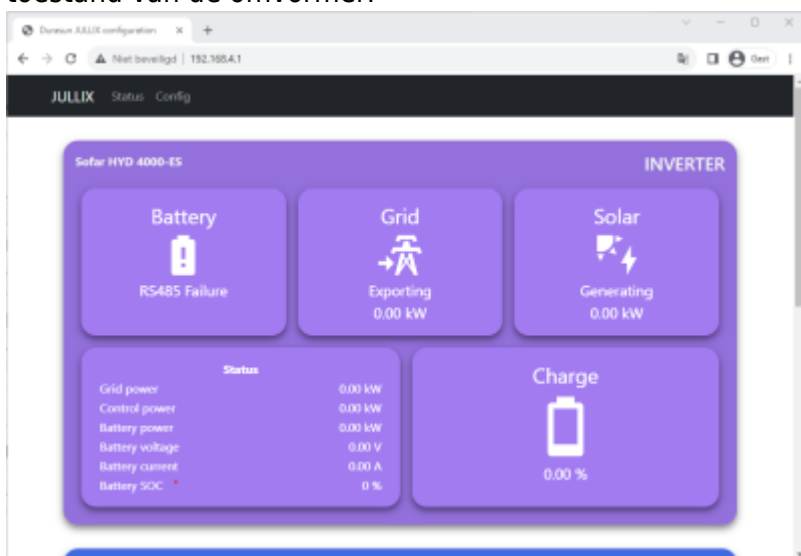 toestand van de omvormer.
Duresun JULLIX configuration × +
Niet beveiligd | 192.168.4.1
Gast
JULLIX Status Config
Sofar HYD 4000-ES INVERTER
Battery
RS485 Failure
Grid
Exporting
0.00 kW
Solar
Generating
0.00 kW
Status
Grid power 0.00 kW
Control power 0.00 kW
Battery power 0.00 kW
Battery voltage 0.00 V
Battery current 0.00 A
Battery SOC * 0 %
Charge
0.00 %